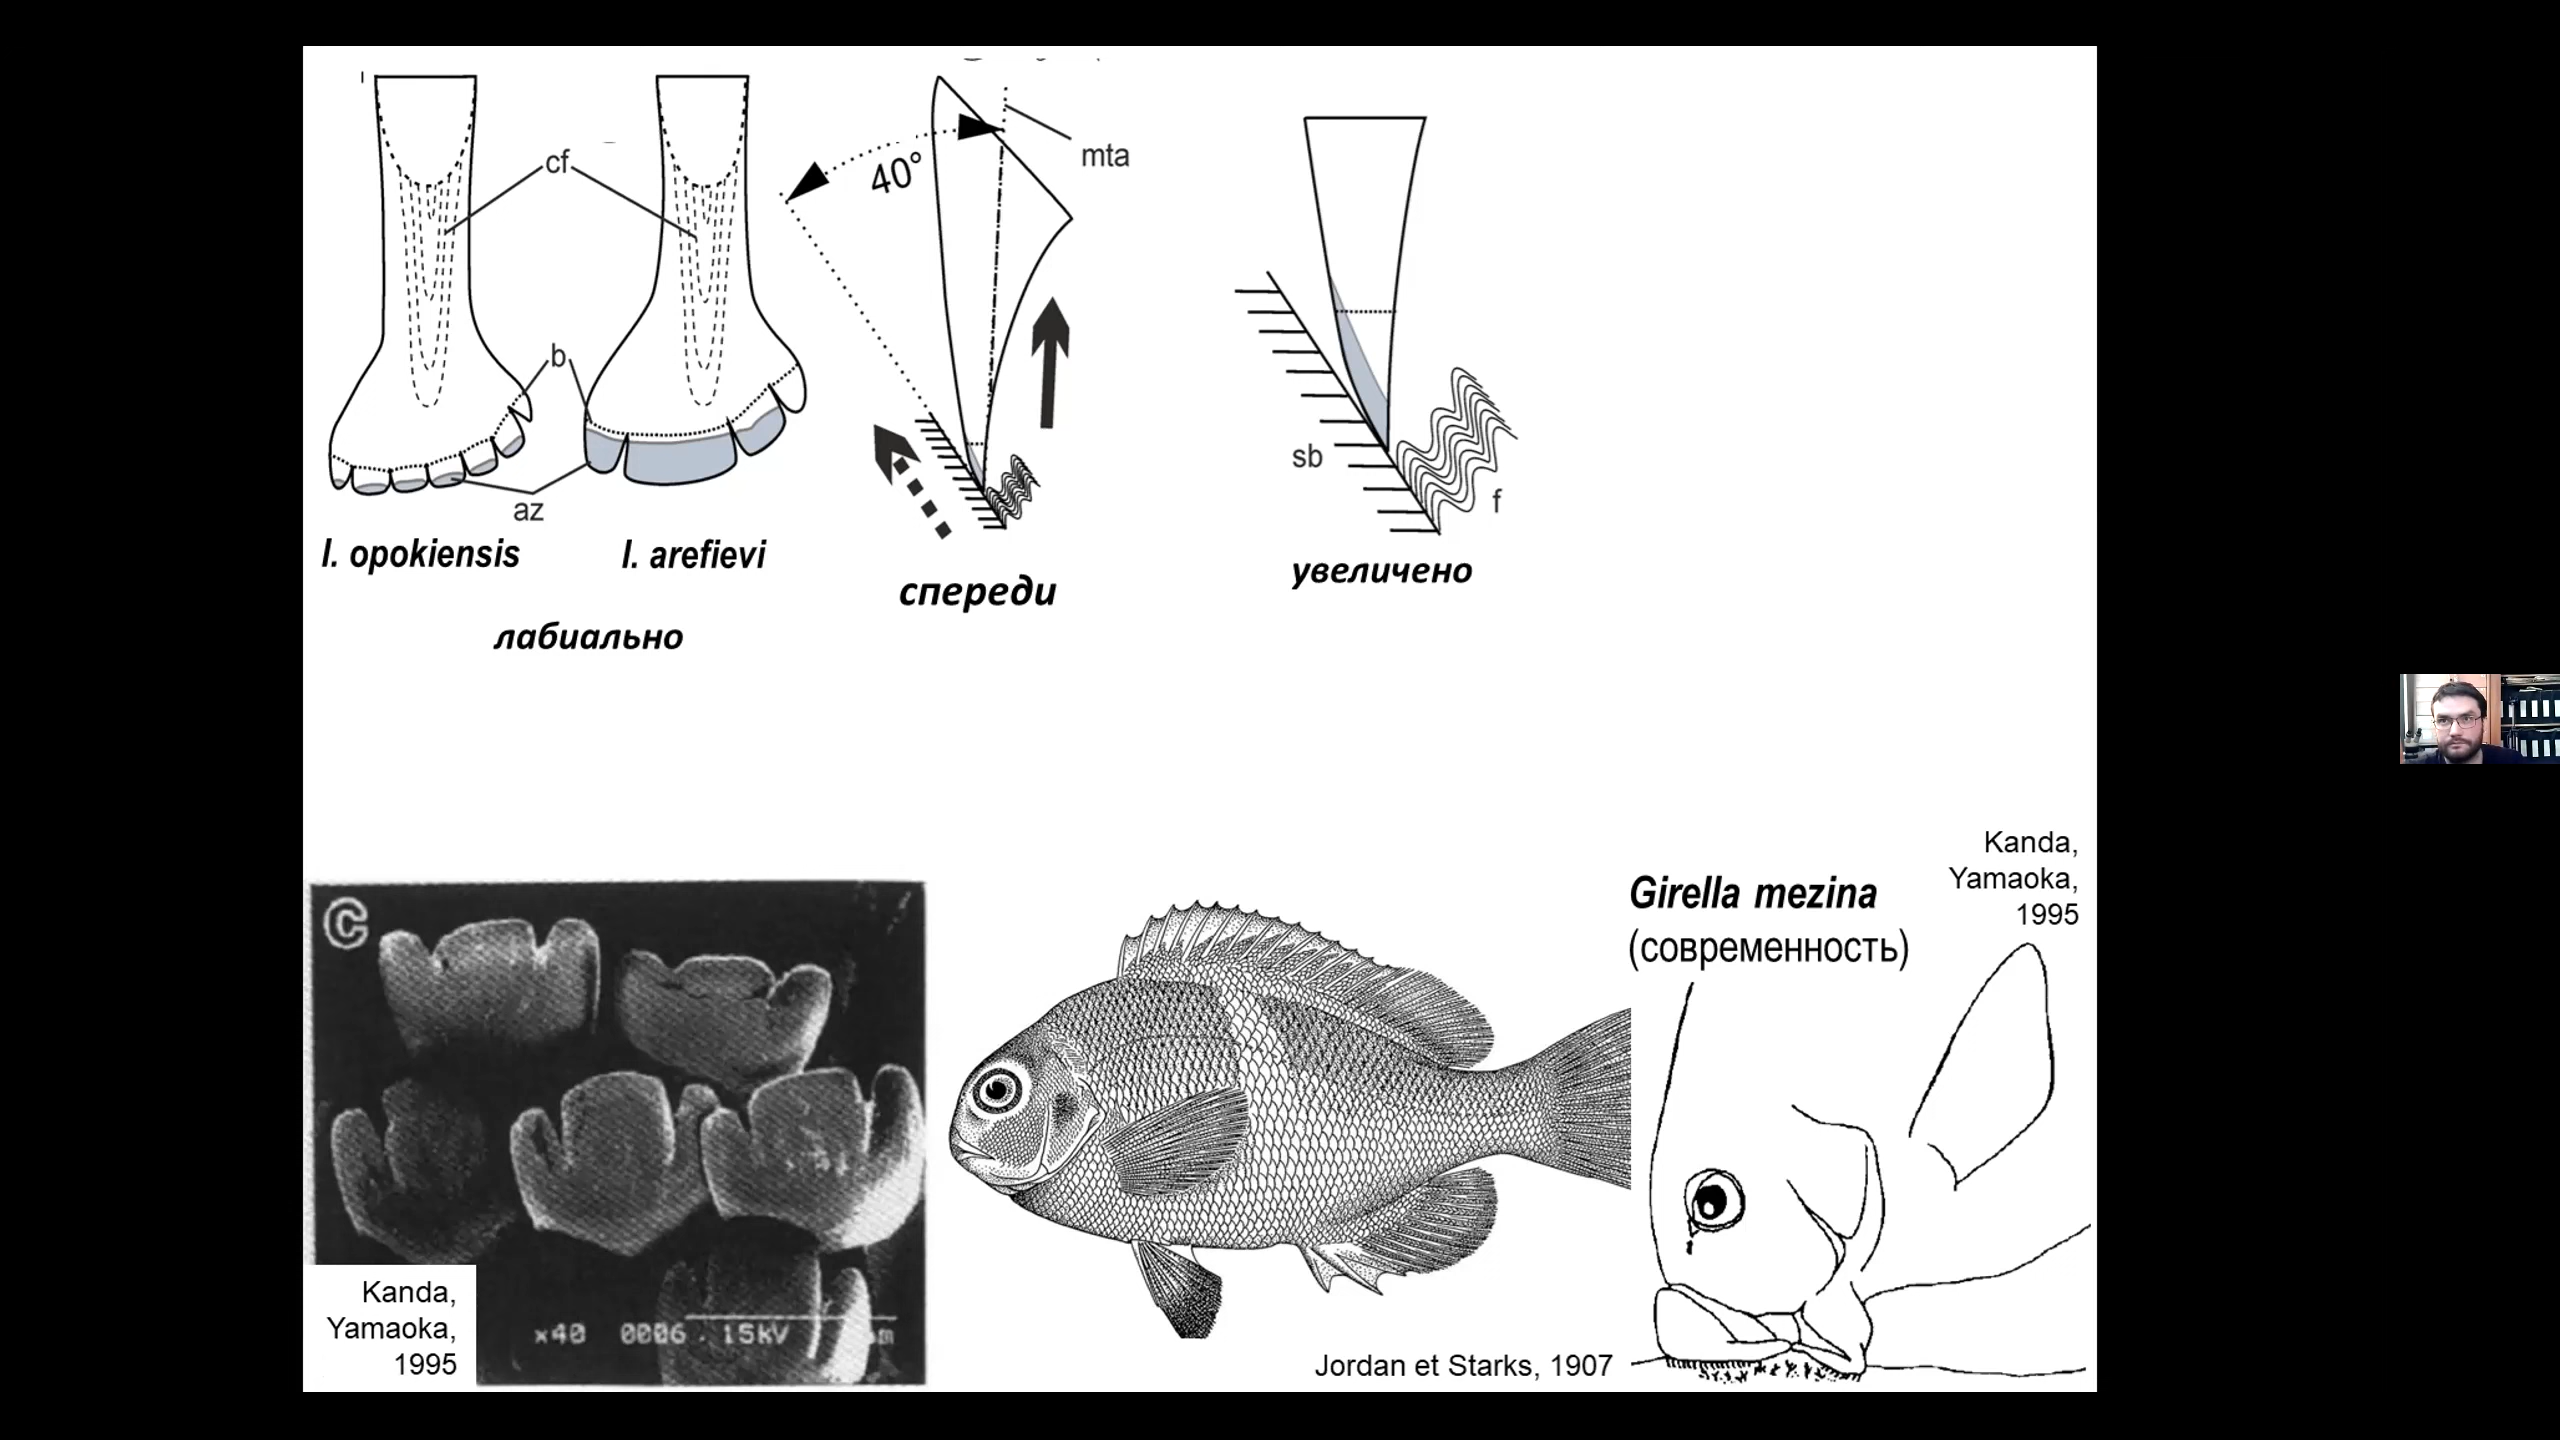 cf
40°
mta
b
az
sb
f
I. opokiensis
I. arefievi
спереди
увеличено
лабиально
C
x40 0006 . 15kV
Kanda,
Yamaoka,
1995
Jordan et Starks, 1907
Girella mezina
(современность)
Kanda,
Yamaoka,
1995